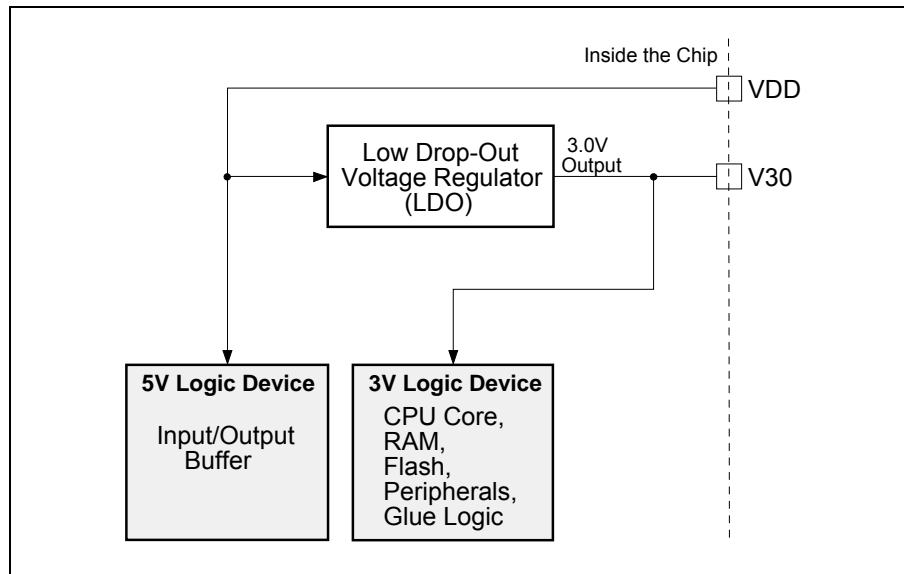 Inside the Chip
VDD
Low Drop-Out
Voltage Regulator
(LDO)
3.0V
Output
V30
5V Logic Device
Input/Output
Buffer
3V Logic Device
CPU Core,
RAM,
Flash,
Peripherals,
Glue Logic